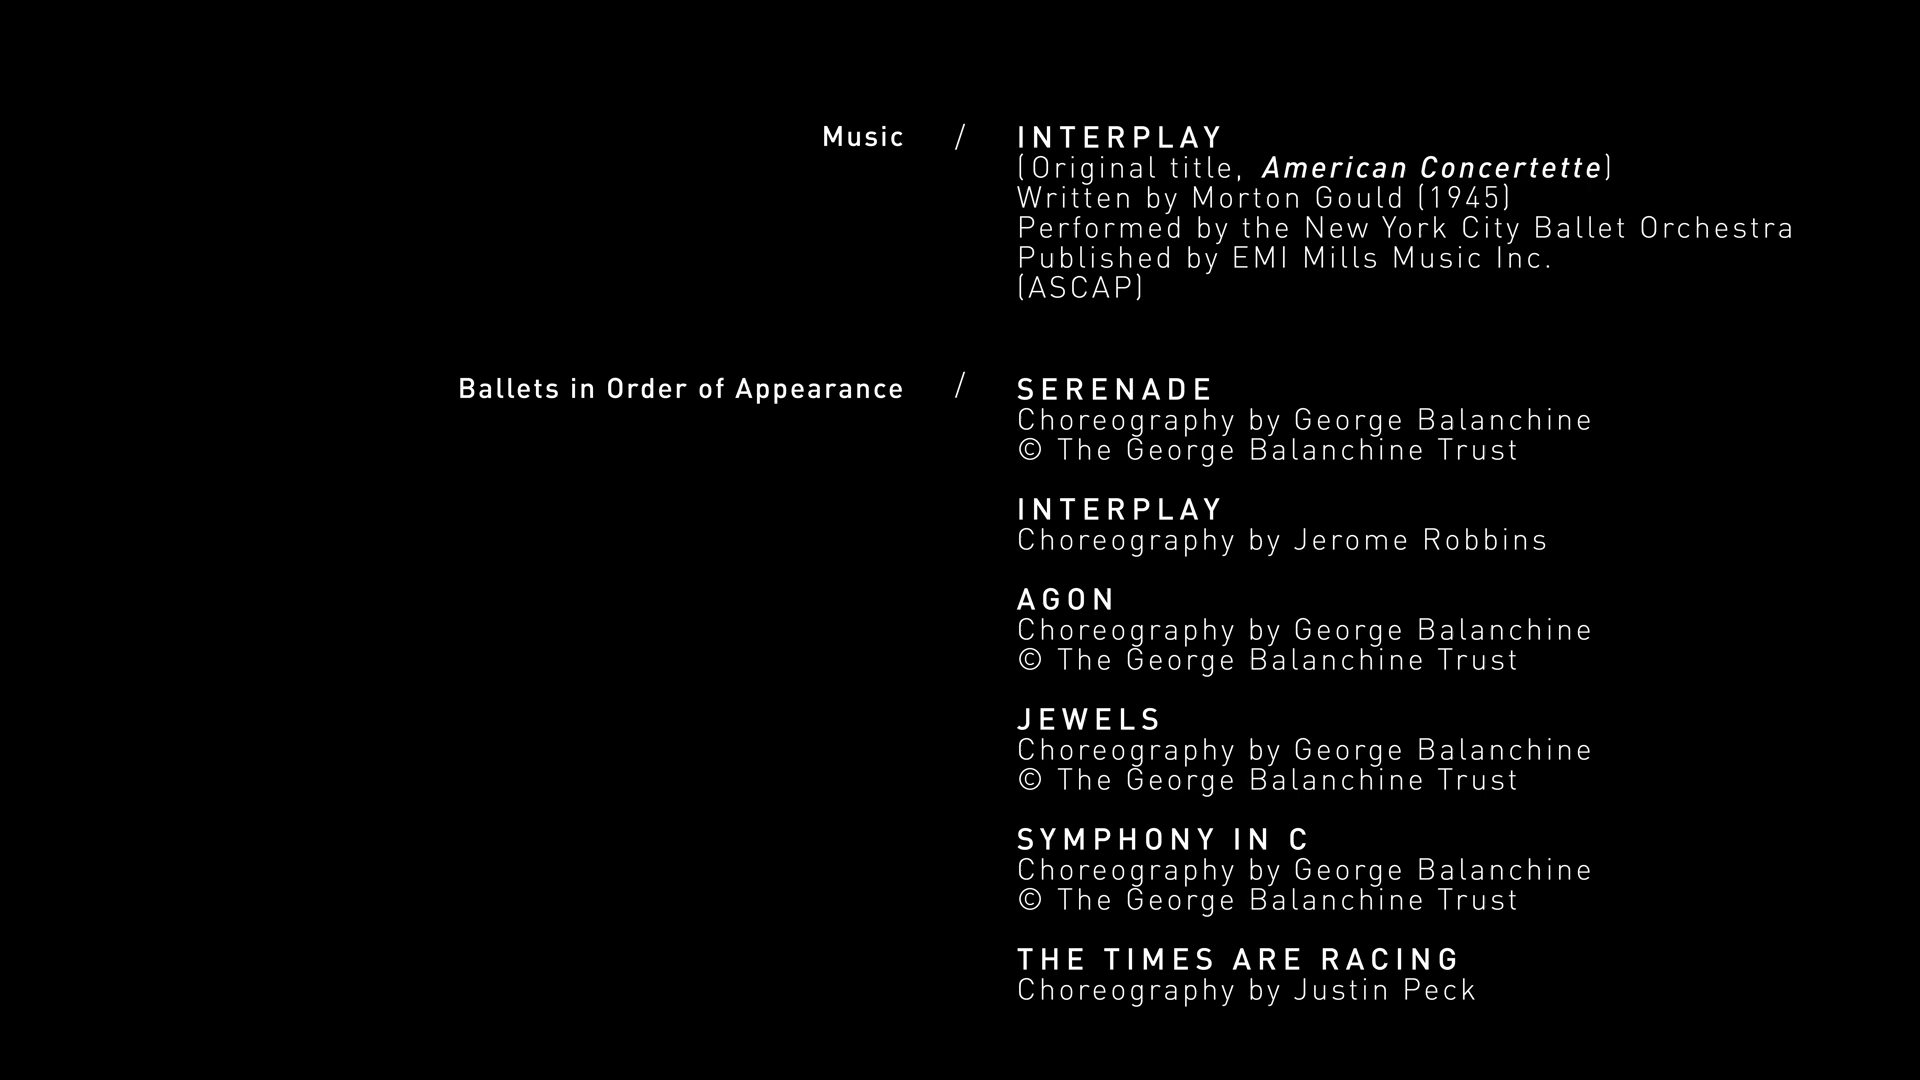 Music / INTERPLAY
(Original title, American Concertette)
Written by Morton Gould (1945)
Performed by the New York City Ballet Orchestra
Published by EMI Mills Music Inc.
(ASCAP)
Ballets in Order of Appearance / SERENADE
Choreography by George Balanchine
© The George Balanchine Trust
INTERPLAY
Choreography by Jerome Robbins
AGON
Choreography by George Balanchine
© The George Balanchine Trust
JEWELS
Choreography by George Balanchine
© The George Balanchine Trust
SYMPHONY IN C
Choreography by George Balanchine
© The George Balanchine Trust
THE TIMES ARE RACING
Choreography by Justin Peck